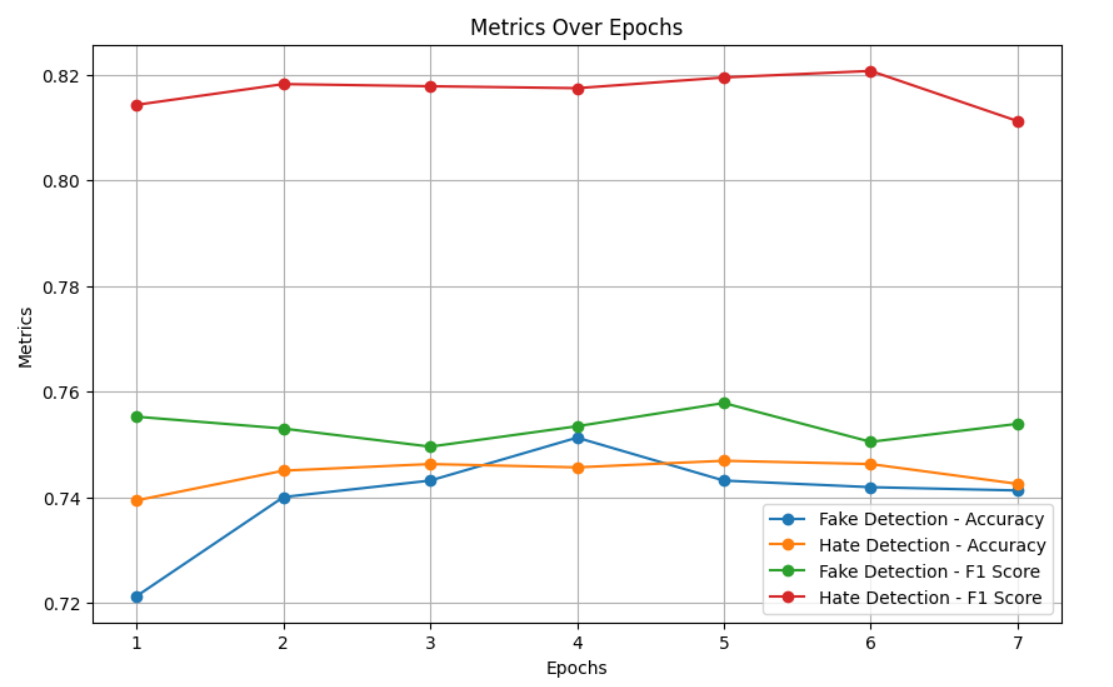 Metrics Over Epochs
0.82
0.80
0.78
0.76
0.74
0.72
Metrics
1 2 3 4 5 6 7
Epochs
Fake Detection - Accuracy
Hate Detection - Accuracy
Fake Detection - F1 Score
Hate Detection - F1 Score